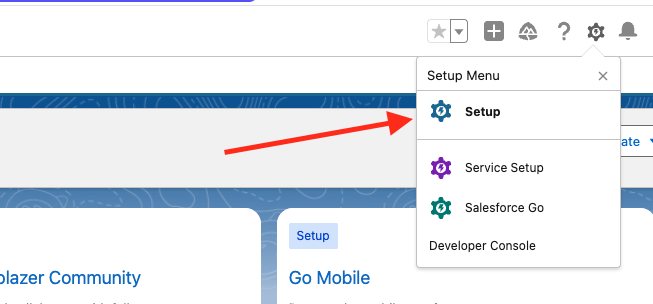 Setup Menu
Setup
ate
Service Setup
Salesforce Go
Developer Console
Setup
blazer Community
Go Mobile